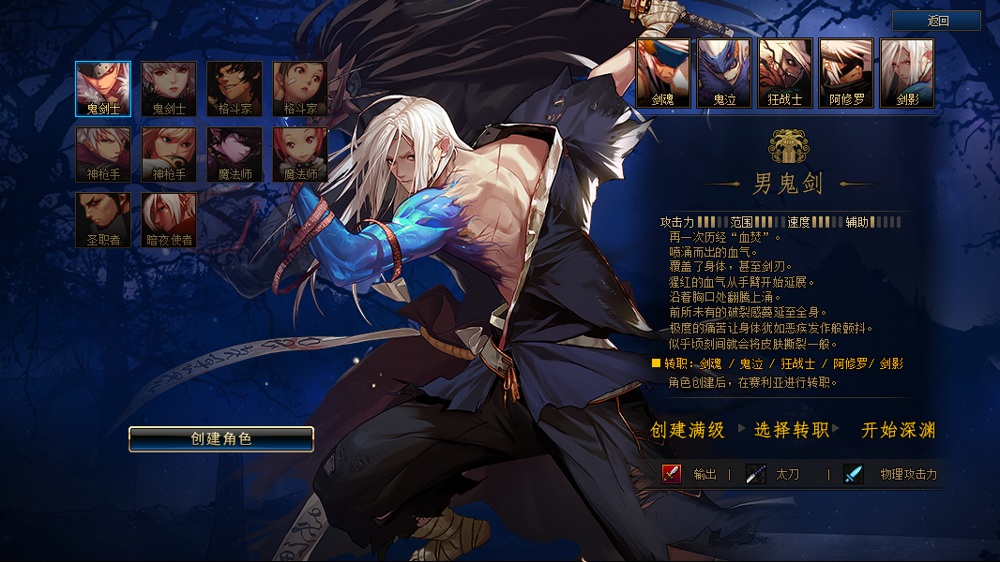 返回
鬼剑士 鬼剑士 格斗家 格斗家
神枪手 神枪手 魔法师 魔法师
圣职者 暗夜使者
剑魂 鬼泣 狂战士 阿修罗 剑影
男鬼剑
攻击力 范围 速度 辅助
再一次历经“血焚”。
喷涌而出的血气。
覆盖了身体，甚至剑刃。
猩红的血气从手臂开始延展。
沿着胸口处翻腾上涌。
前所未有的破裂感蔓延至全身。
极度的痛苦让身体犹如恶疾发作般颤抖。
似乎顷刻间就会将皮肤撕裂一般。
转职：剑魂 / 鬼泣 / 狂战士 / 阿修罗/ 剑影
角色创建后，在赛利亚进行转职。
创建满级 选择转职 开始深渊
创建角色
输出 | 太刀 | 物理攻击力